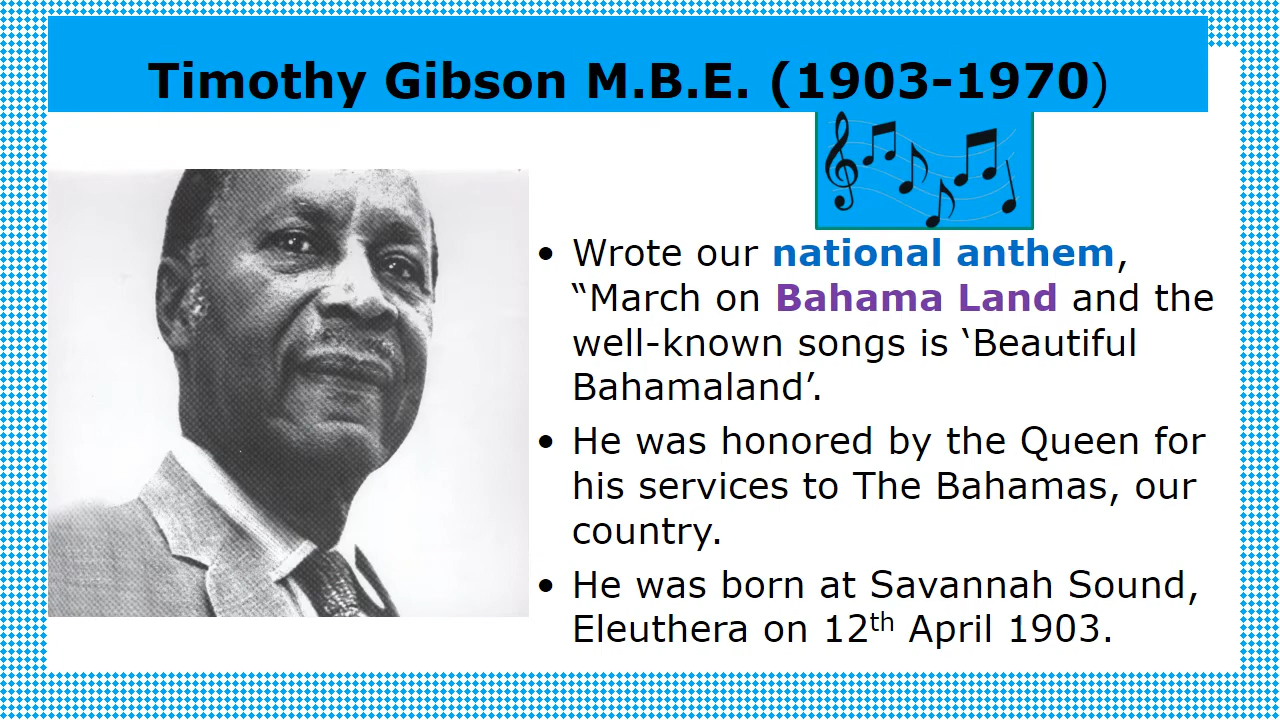 Timothy Gibson M.B.E. (1903-1970)
• Wrote our national anthem,
“March on Bahama Land and the
well-known songs is ‘Beautiful
Bahamaland’.
• He was honored by the Queen for
his services to The Bahamas, our
country.
• He was born at Savannah Sound,
Eleuthera on 12th April 1903.